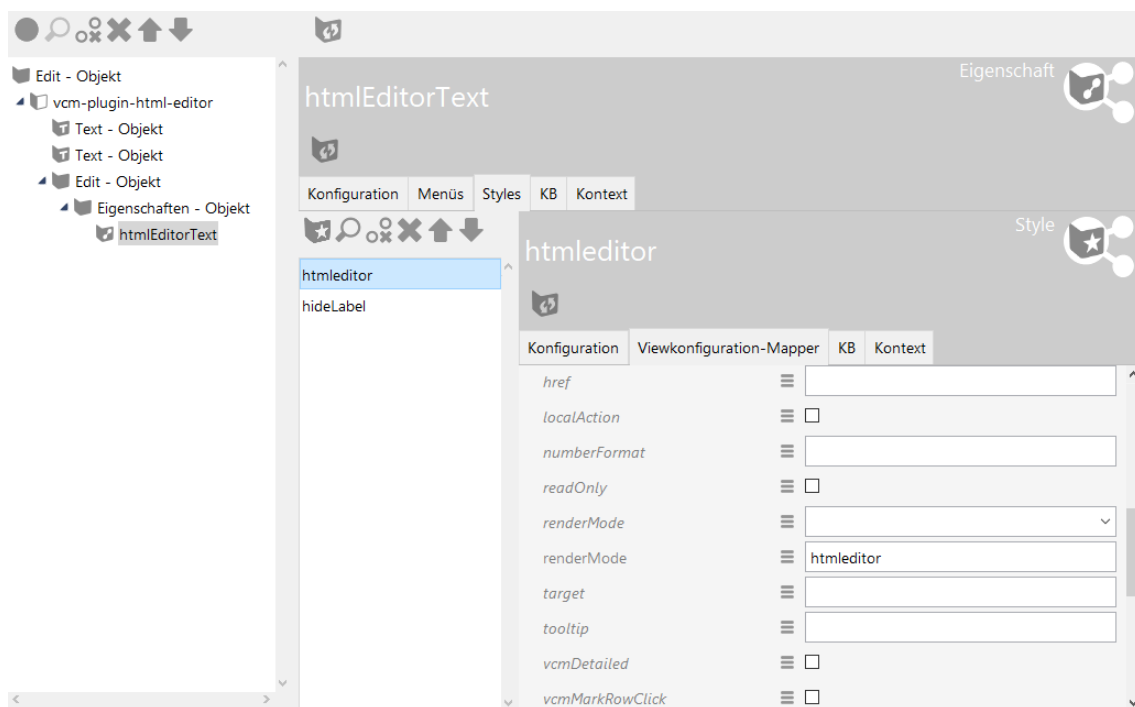 Edit - Objekt
vcm-plugin-html-editor
Text - Objekt
Text - Objekt
Edit - Objekt
Eigenschaften - Objekt
htmlEditorText
Eigenschaft
htmlEditorText
Konfiguration Menüs Styles KB Kontext
htmleditor
hideLabel
Style
htmleditor
Konfiguration Viewkonfiguration-Mapper KB Kontext
href
localAction
numberFormat
readOnly
renderMode
renderMode htmleditor
target
tooltip
vcmDetailed
vcmMarkRowClick